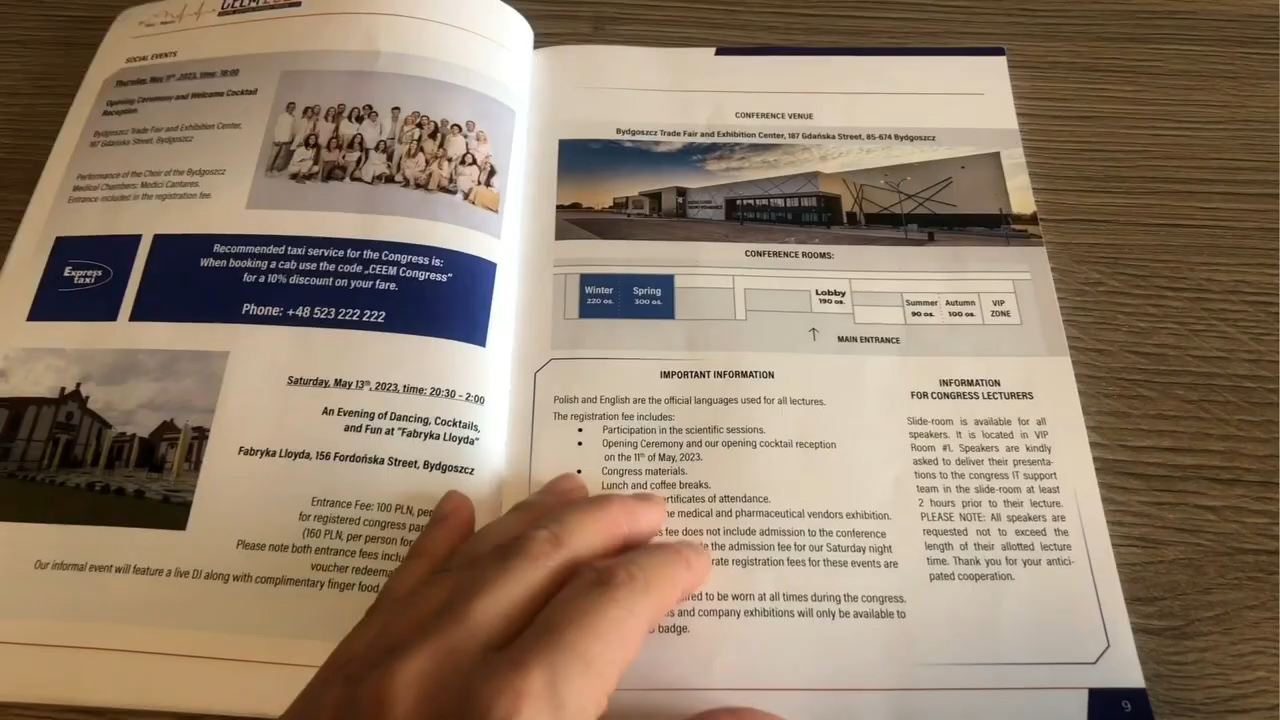 SOCIAL EVENTS
Thursday, May 11th, 2023, time: 18:00
Opening Ceremony and Welcome Cocktail
Reception
Bydgoszcz Trade Fair and Exhibition Center,
187 Gdańska Street, Bydgoszcz
Performance of the Choir of the Bydgoszcz
Medical Chambers: Medici Cantares.
Entrance included in the registration fee.
Express
taxi
Recommended taxi service for the Congress is:
When booking a cab use the code „CEEM Congress"
for a 10% discount on your fare.
Phone: +48 523 222 222
Saturday, May 13th, 2023, time: 20:30 - 2:00
An Evening of Dancing, Cocktails,
and Fun at "Fabryka Lloyda"
Fabryka Lloyda, 156 Fordońska Street, Bydgoszcz
Entrance Fee: 100 PLN,
for registered congress
(160 PLN, per person for
Please note both entrance fees
voucher
Our informal event will feature a live DJ along with complimentary finger food
CONFERENCE VENUE
Bydgoszcz Trade Fair and Exhibition Center, 187 Gdańska Street, 85-674 Bydgoszcz
CONFERENCE ROOMS:
Winter
220 os.
Spring
300 os.
Lobby
190 os.
Summer
90 os.
Autumn
100 os.
VIP
ZONE
MAIN ENTRANCE
IMPORTANT INFORMATION
Polish and English are the official languages used for all lectures.
The registration fee includes:
• Participation in the scientific sessions.
• Opening Ceremony and our opening cocktail reception
on the 11th of May, 2023.
• Congress materials.
Lunch and coffee breaks.
ertificates of attendance.
medical and pharmaceutical vendors exhibition.
fee does not include admission to the conference
the admission fee for our Saturday night
rate registration fees for these events are
to be worn at all times during the congress.
and company exhibitions will only be available to
badge.
INFORMATION
FOR CONGRESS LECTURERS
Slide-room is available for all
speakers. It is located in VIP
Room #1. Speakers are kindly
asked to deliver their presenta-
tions to the congress IT support
team in the slide-room at least
2 hours prior to their lecture.
PLEASE NOTE: All speakers are
requested not to exceed the
length of their allotted lecture
time. Thank you for your antici-
pated cooperation.
9